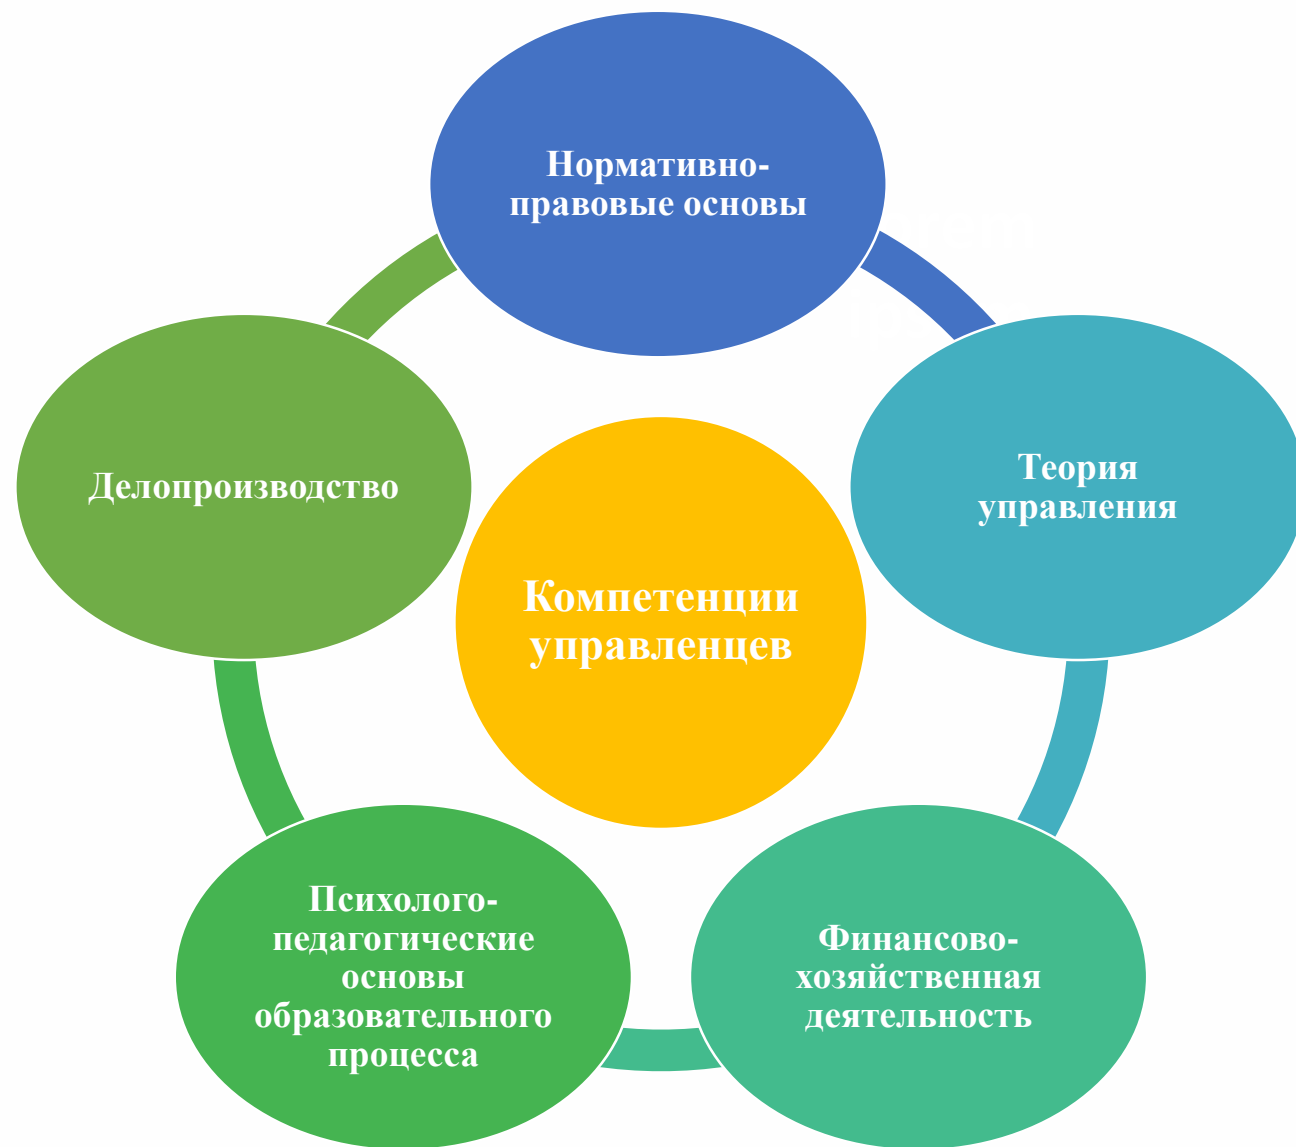 Нормативно-
правовые основы
Теория
управления
Финансово-
хозяйственная
деятельность
Психолого-
педагогические
основы
образовательного
процесса
Делопроизводство
Компетенции
управленцев